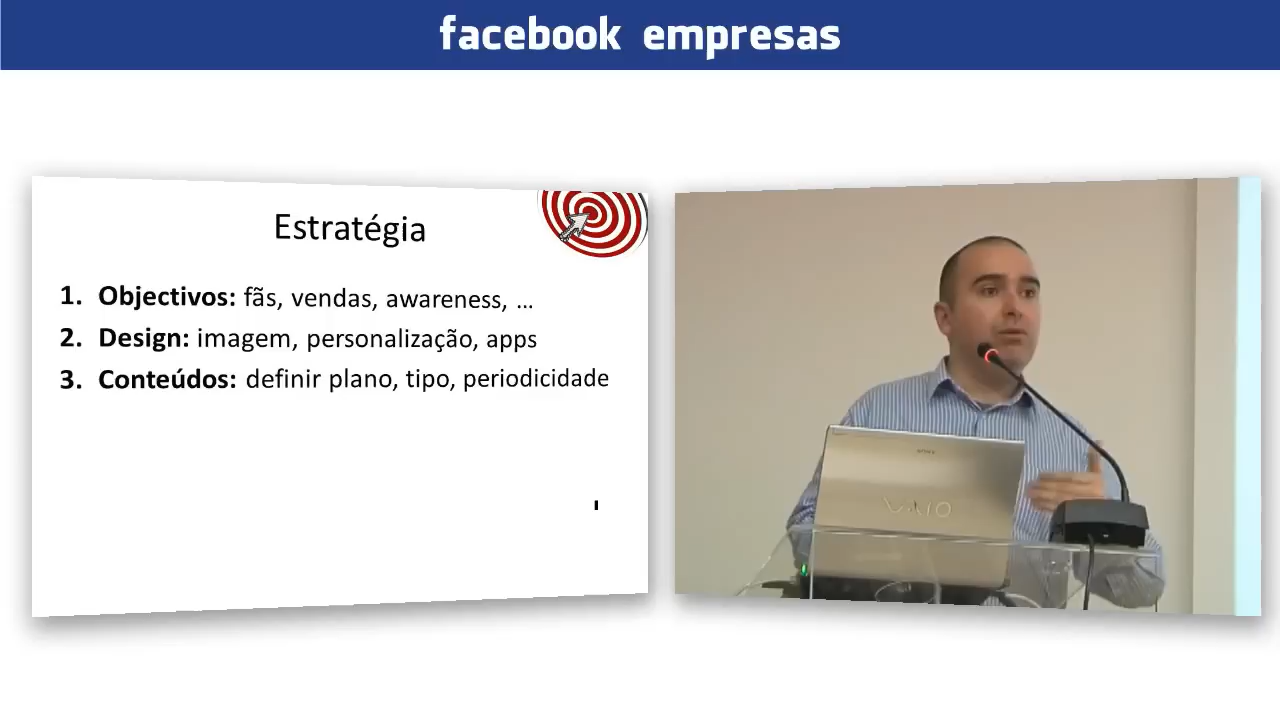 facebook empresas
Estratégia
1. Objectivos: fãs, vendas, awareness, ...
2. Design: imagem, personalização, apps
3. Conteúdos: definir plano, tipo, periodicidade
SONY
VAIO